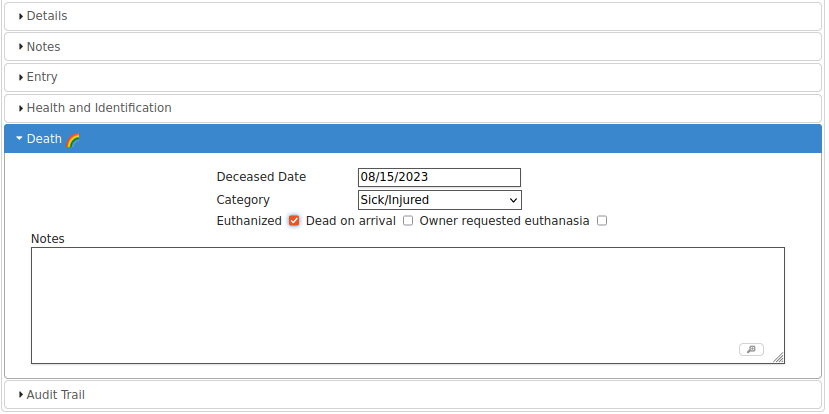 Details
Notes
Entry
Health and Identification
Death
Deceased Date 08/15/2023
Category Sick/Injured
Euthanized Dead on arrival Owner requested euthanasia
Notes
Audit Trail